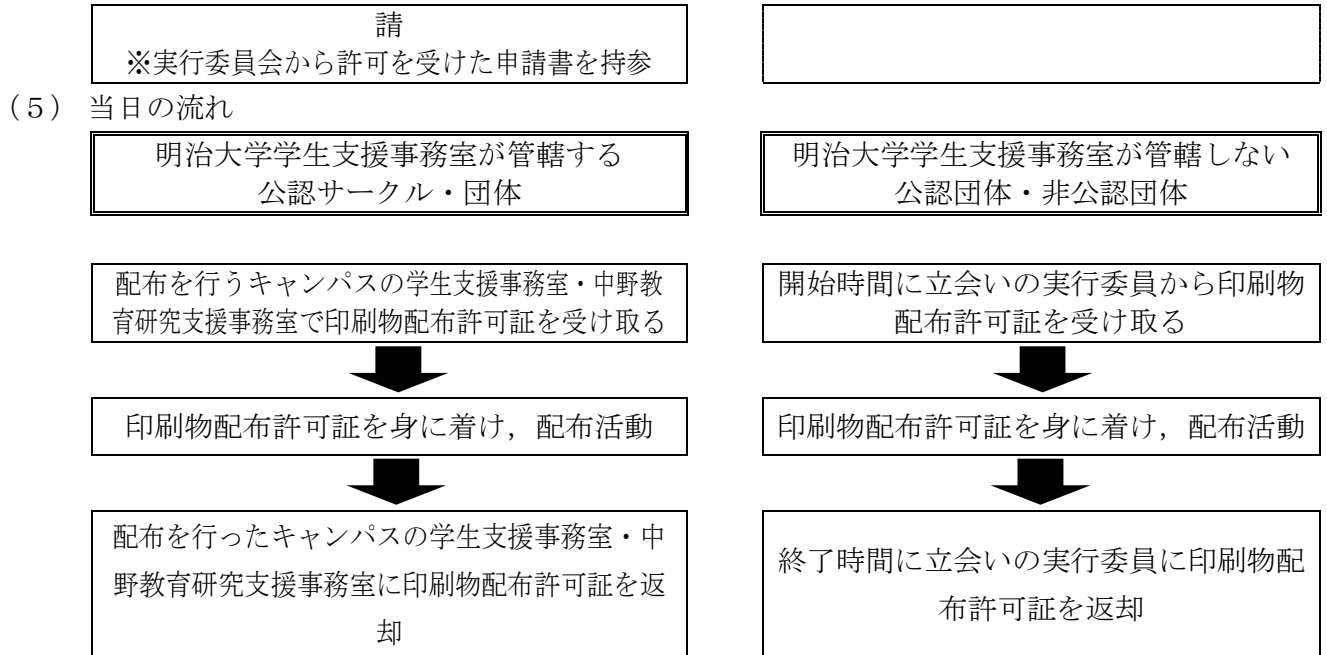 請
※実行委員会から許可を受けた申請書を持参
(5) 当日の流れ
明治大学学生支援事務室が管轄する
公認サークル・団体
明治大学学生支援事務室が管轄しない
公認団体・非公認団体
配布を行うキャンパスの学生支援事務室・中野教
育研究支援事務室で印刷物配布許可証を受け取る
開始時間に立会いの実行委員から印刷物
配布許可証を受け取る
印刷物配布許可証を身に着け，配布活動
印刷物配布許可証を身に着け，配布活動
配布を行ったキャンパスの学生支援事務室・中
野教育研究支援事務室に印刷物配布許可証を返
却
終了時間に立会いの実行委員に印刷物配
布許可証を返却